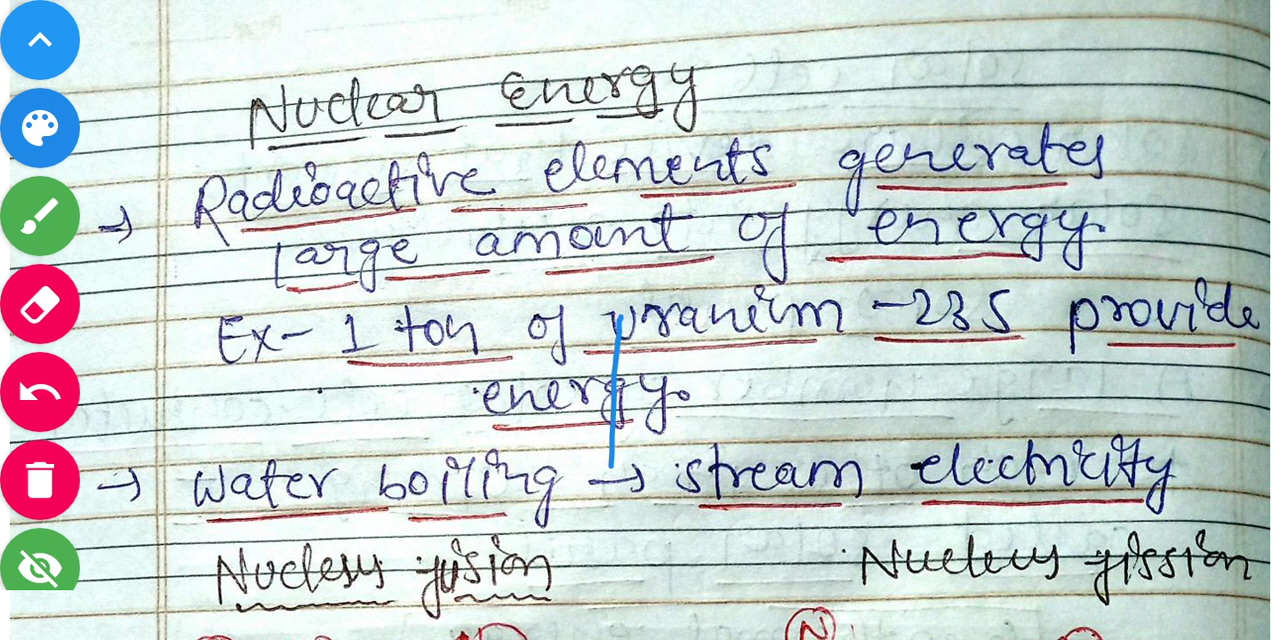 Nuclear Energy
→ Radioactive elements generates
large amount of energy.
Ex- 1 ton of uranium -235 provide
energy.
→ Water boiling → stream electricity
Nucleus fusion Nucleus fission
N